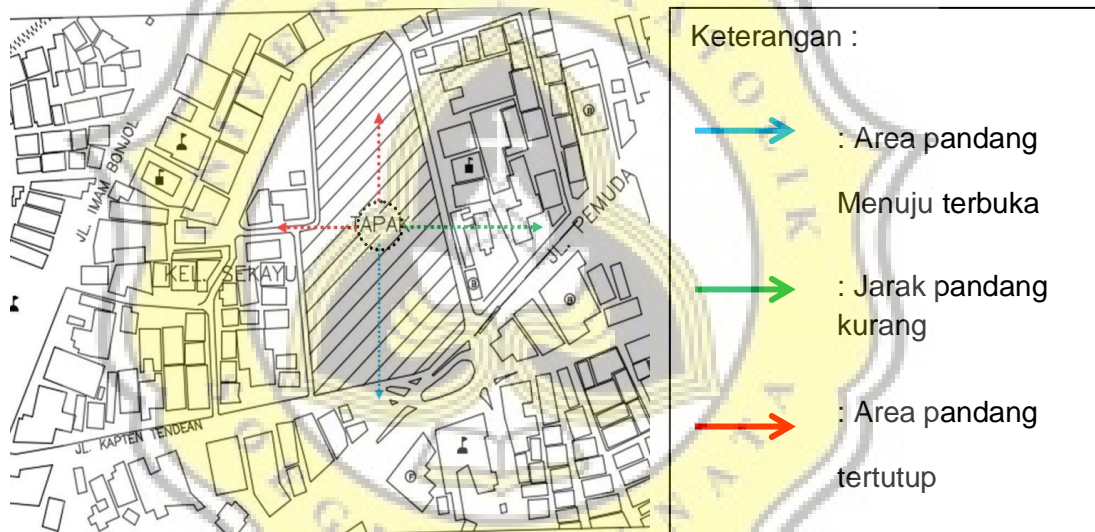 JL. IMAM BONJOL
TAPAK
JL. PEMUDA
KEL. SEKAYU
JL. KAPTEN TENDEAN
Keterangan :
: Area pandang
Menuju terbuka
: Jarak pandang
kurang
: Area pandang
tertutup